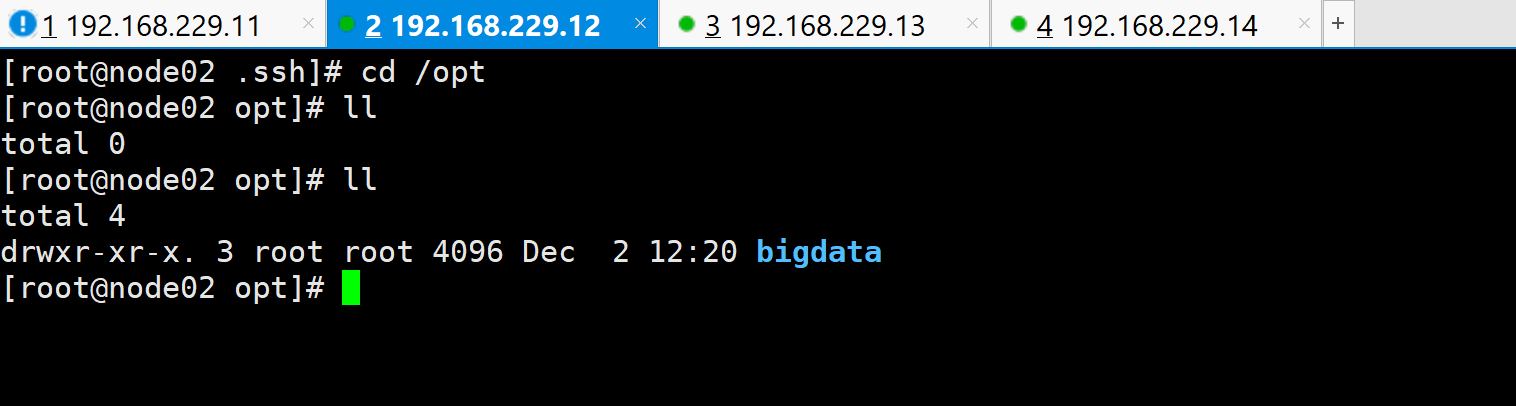 1 192.168.229.11 × 2 192.168.229.12 × 3 192.168.229.13 × 4 192.168.229.14 × +
[root@node02 .ssh]# cd /opt
[root@node02 opt]# ll
total 0
[root@node02 opt]# ll
total 4
drwxr-xr-x. 3 root root 4096 Dec  2 12:20 bigdata
[root@node02 opt]#